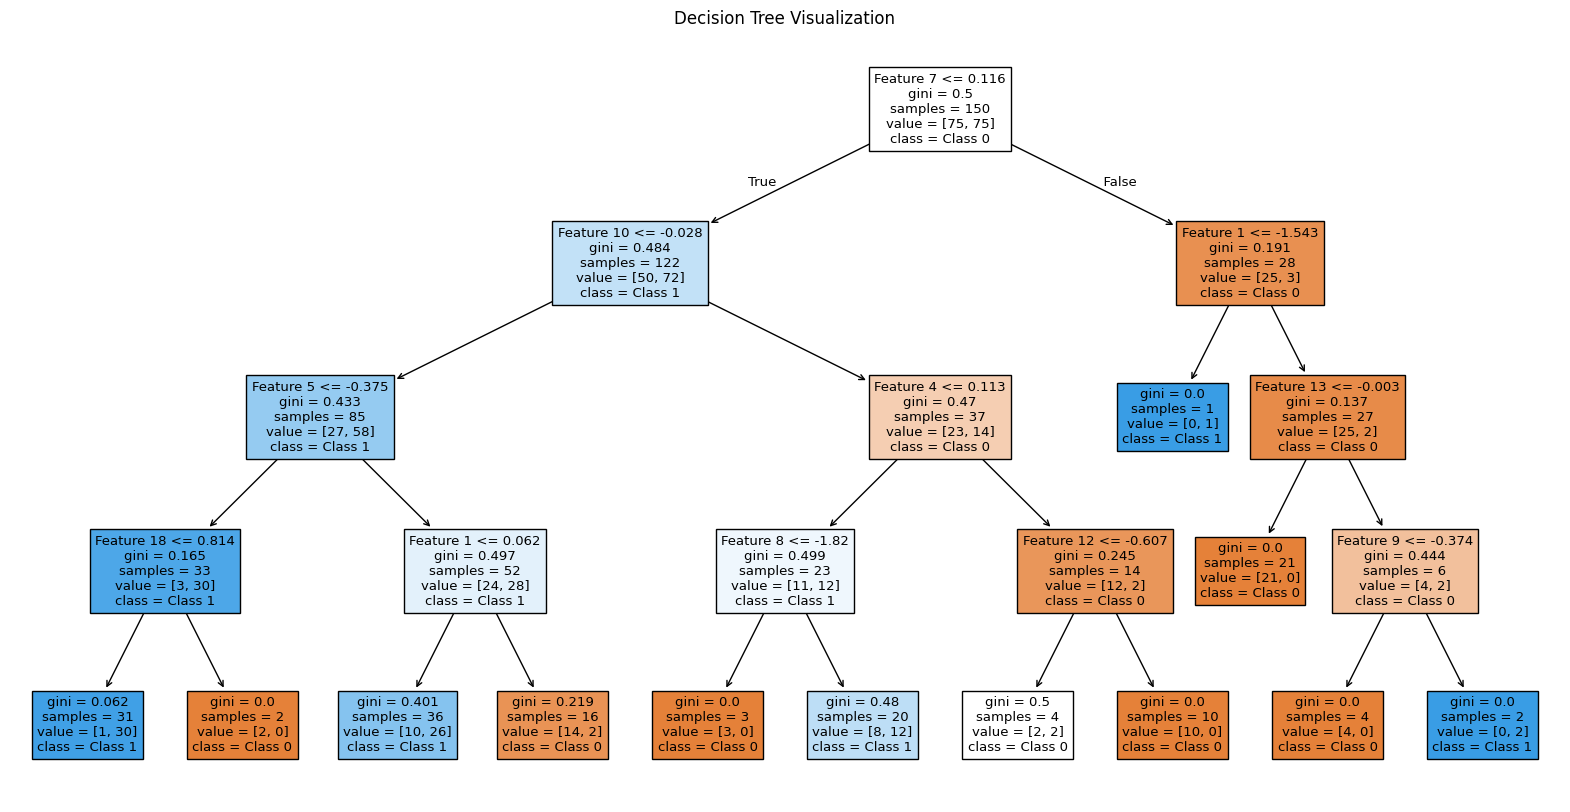 Decision Tree Visualization
Feature 7 <= 0.116
gini = 0.5
samples = 150
value = [75, 75]
class = Class 0
True
False
Feature 10 <= -0.028
gini = 0.484
samples = 122
value = [50, 72]
class = Class 1
Feature 1 <= -1.543
gini = 0.191
samples = 28
value = [25, 3]
class = Class 0
Feature 5 <= -0.375
gini = 0.433
samples = 85
value = [27, 58]
class = Class 1
Feature 4 <= 0.113
gini = 0.47
samples = 37
value = [23, 14]
class = Class 0
gini = 0.0
samples = 1
value = [0, 1]
class = Class 1
Feature 13 <= -0.003
gini = 0.137
samples = 27
value = [25, 2]
class = Class 0
Feature 18 <= 0.814
gini = 0.165
samples = 33
value = [3, 30]
class = Class 1
Feature 1 <= 0.062
gini = 0.497
samples = 52
value = [24, 28]
class = Class 1
Feature 8 <= -1.82
gini = 0.499
samples = 23
value = [11, 12]
class = Class 1
Feature 12 <= -0.607
gini = 0.245
samples = 14
value = [12, 2]
class = Class 0
gini = 0.0
samples = 21
value = [21, 0]
class = Class 0
Feature 9 <= -0.374
gini = 0.444
samples = 6
value = [4, 2]
class = Class 0
gini = 0.062
samples = 31
value = [1, 30]
class = Class 1
gini = 0.0
samples = 2
value = [2, 0]
class = Class 0
gini = 0.401
samples = 36
value = [10, 26]
class = Class 1
gini = 0.219
samples = 16
value = [14, 2]
class = Class 0
gini = 0.0
samples = 3
value = [3, 0]
class = Class 0
gini = 0.48
samples = 20
value = [8, 12]
class = Class 1
gini = 0.5
samples = 4
value = [2, 2]
class = Class 0
gini = 0.0
samples = 10
value = [10, 0]
class = Class 0
gini = 0.0
samples = 4
value = [4, 0]
class = Class 0
gini = 0.0
samples = 2
value = [0, 2]
class = Class 1